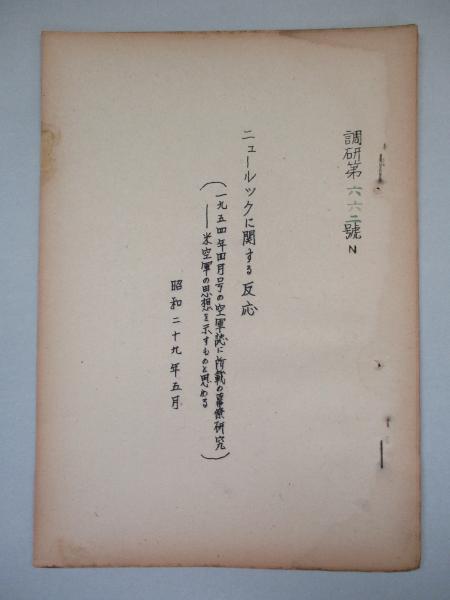 調研第六六二號N
ニュールックに関する反応
(一九五四年四月号の空軍誌に所載の幕僚研究
――米空軍の思想を示すものと思める)
昭和二十九年五月